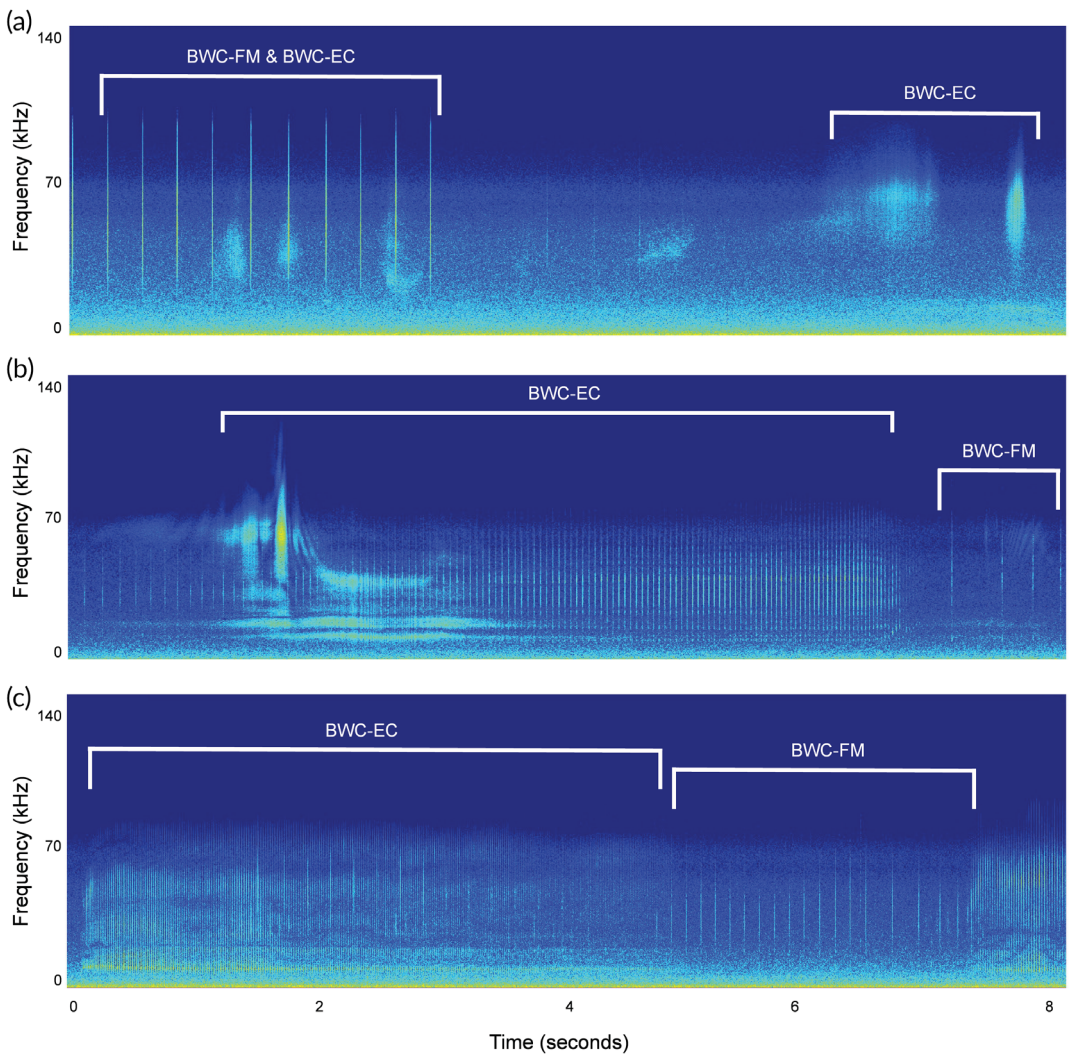 (a)
140
BWC-FM & BWC-EC
BWC-EC
70
0
Frequency (kHz)
(b)
140
BWC-EC
BWC-FM
70
0
Frequency (kHz)
(c)
140
BWC-EC
BWC-FM
70
0
Frequency (kHz)
0 2 4 6 8
Time (seconds)